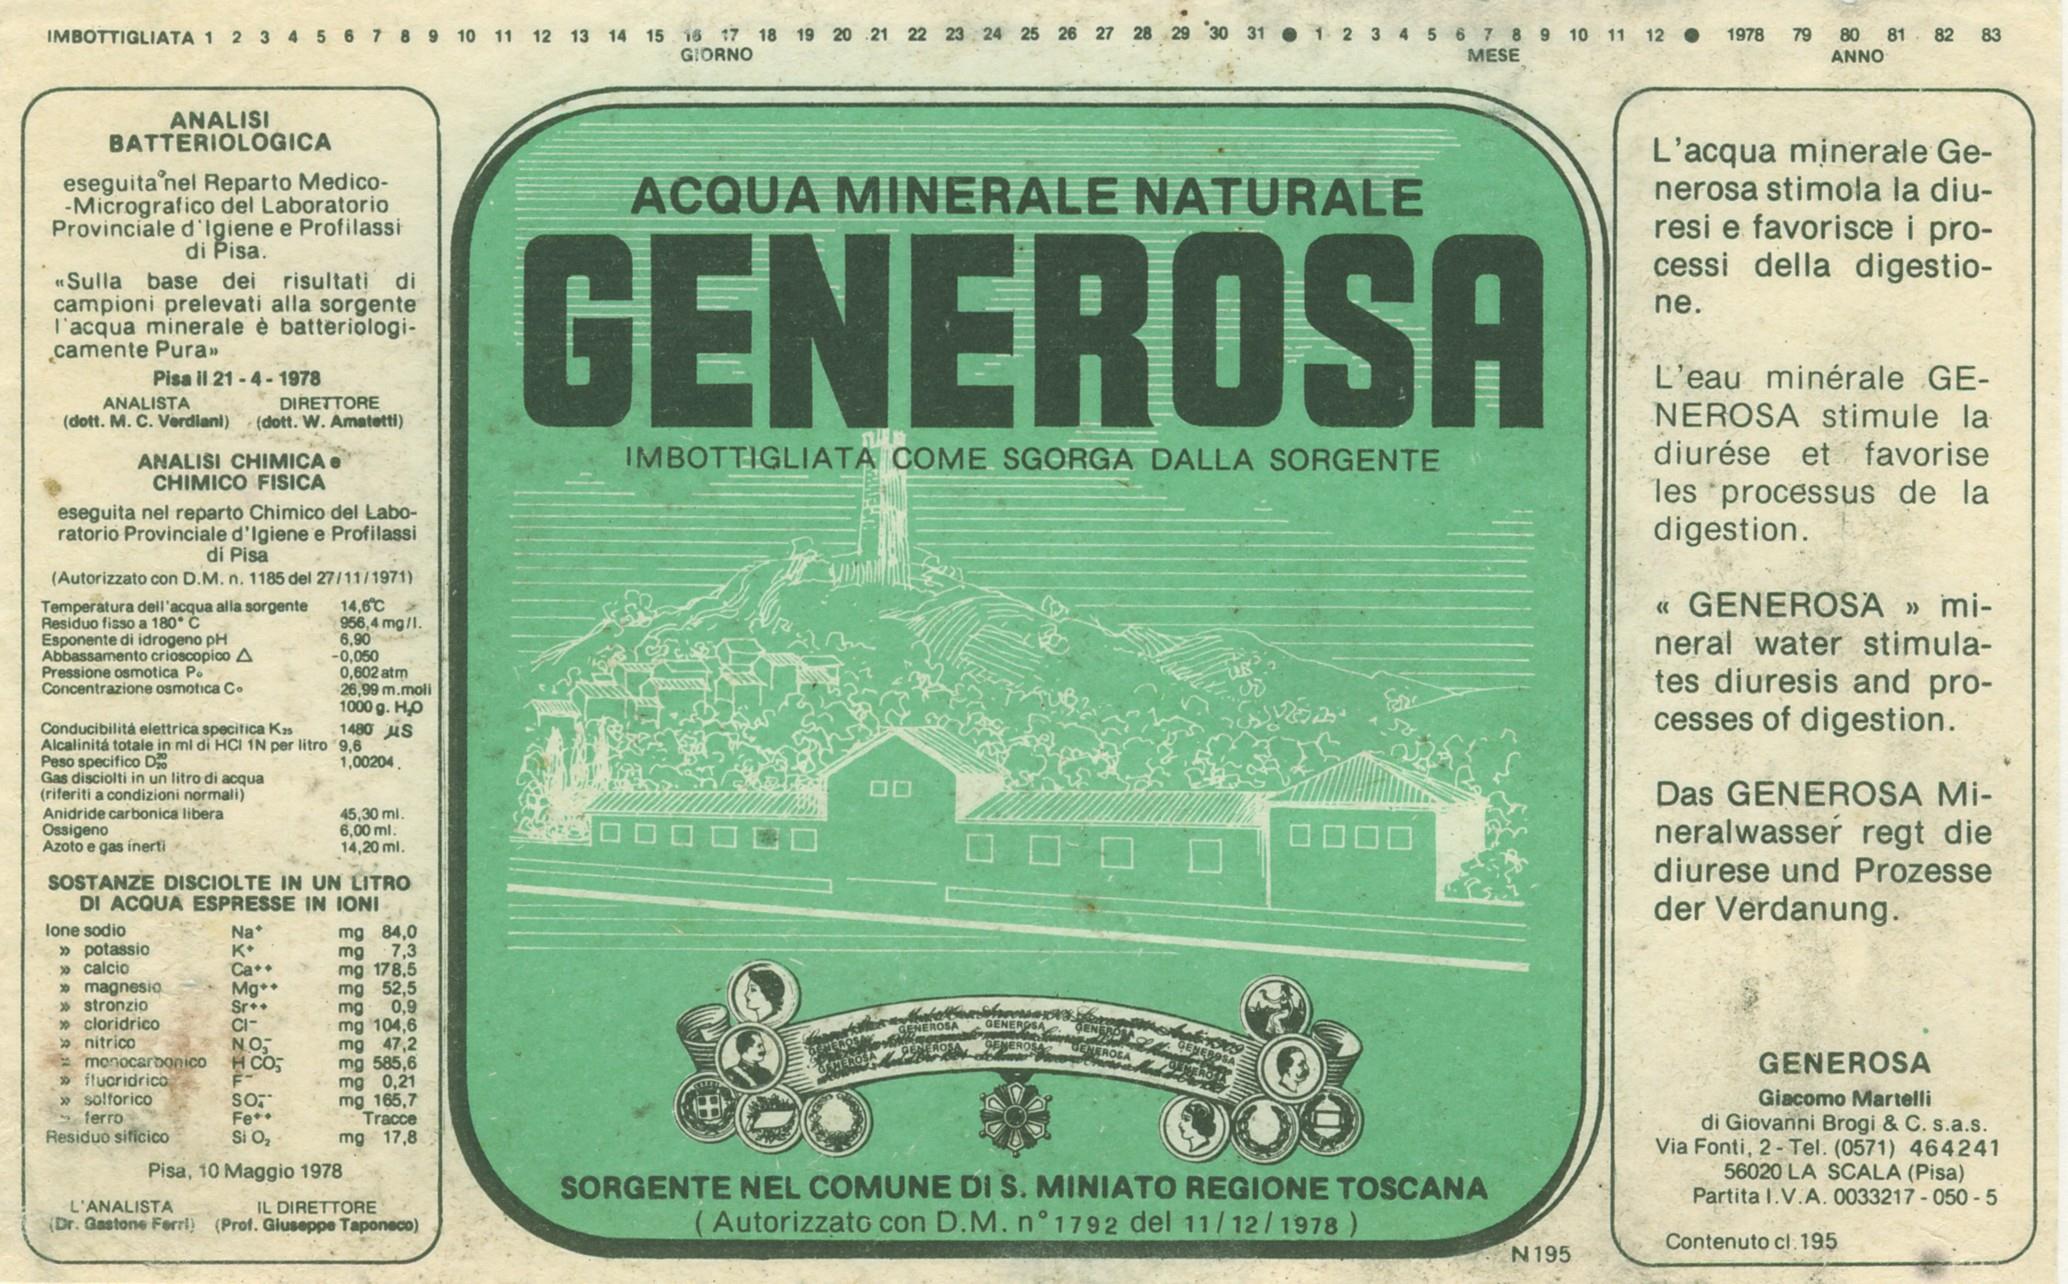 IMBOTTIGLIATA 1 2 3 4 5 6 7 8 9 10 11 12 13 14 15 16 17 18 19 20 21 22 23 24 25 26 27 28 29 30 31 ● 1 2 3 4 5 6 7 8 9 10 11 12 ● 1978 79 80 81 82 83
GIORNO MESE ANNO
ANALISI
BATTERIOLOGICA
eseguita nel Reparto Medico-
-Micrografico del Laboratorio
Provinciale d'Igiene e Profilassi
di Pisa.
«Sulla base dei risultati di
campioni prelevati alla sorgente
l'acqua minerale è batteriologi-
camente Pura»
Pisa il 21 - 4 - 1978
ANALISTA DIRETTORE
(dott. M. C. Verdiani) (dott. W. Amatetti)
ANALISI CHIMICA e
CHIMICO FISICA
eseguita nel reparto Chimico del Labo-
ratorio Provinciale d'Igiene e Profilassi
di Pisa
(Autorizzato con D.M. n. 1185 del 27/11/1971)
Temperatura dell'acqua alla sorgente 14,6°C
Residuo fisso a 180° C 956,4 mg/l.
Esponente di idrogeno pH 6,90
Abbassamento crioscopico △ -0,050
Pressione osmotica P₀ 0,602 atm
Concentrazione osmotica C₀ 26,99 m.moli
1000 g. H₂O
Conducibilitá elettrica specifica K₂₅ 1480 µS
Alcalinitá totale in ml di HCl 1N per litro 9,6
Peso specifico D²⁰₂₀ 1,00204.
Gas disciolti in un litro di acqua
(riferiti a condizioni normali)
Anidride carbonica libera 45,30 ml.
Ossigeno 6,00 ml.
Azoto e gas inerti 14,20 ml.
SOSTANZE DISCIOLTE IN UN LITRO
DI ACQUA ESPRESSE IN IONI
Ione sodio Na⁺ mg 84,0
» potassio K⁺ mg 7,3
» calcio Ca⁺⁺ mg 178,5
» magnesio Mg⁺⁺ mg 52,5
» stronzio Sr⁺⁺ mg 0,9
» cloridrico Cl⁻ mg 104,6
» nitrico NO₃⁻ mg 47,2
» monocarbonico HCO₃⁻ mg 585,6
» fluoridrico F⁻ mg 0,21
» solforico SO₄⁻⁻ mg 165,7
» ferro Fe⁺⁺ Tracce
Residuo silicico SiO₂ mg 17,8
Pisa, 10 Maggio 1978
L'ANALISTA IL DIRETTORE
(Dr. Gastone Ferri) (Prof. Giuseppe Taponeco)
ACQUA MINERALE NATURALE
GENEROSA
IMBOTTIGLIATA COME SGORGA DALLA SORGENTE
GENEROSA GENEROSA GENEROSA
SORGENTE NEL COMUNE DI S. MINIATO REGIONE TOSCANA
(Autorizzato con D.M. n° 1792 del 11/12/1978)
N 195
L'acqua minerale Ge-
nerosa stimola la diu-
resi e favorisce i pro-
cessi della digestio-
ne.
L'eau minérale GE-
NEROSA stimule la
diurése et favorise
les processus de la
digestion.
« GENEROSA » mi-
neral water stimula-
tes diuresis and pro-
cesses of digestion.
Das GENEROSA Mi-
neralwasser regt die
diurese und Prozesse
der Verdanung.
GENEROSA
Giacomo Martelli
di Giovanni Brogi & C. s.a.s.
Via Fonti, 2 - Tel. (0571) 464241
56020 LA SCALA (Pisa)
Partita I.V.A. 0033217 - 050 - 5
Contenuto cl. 195